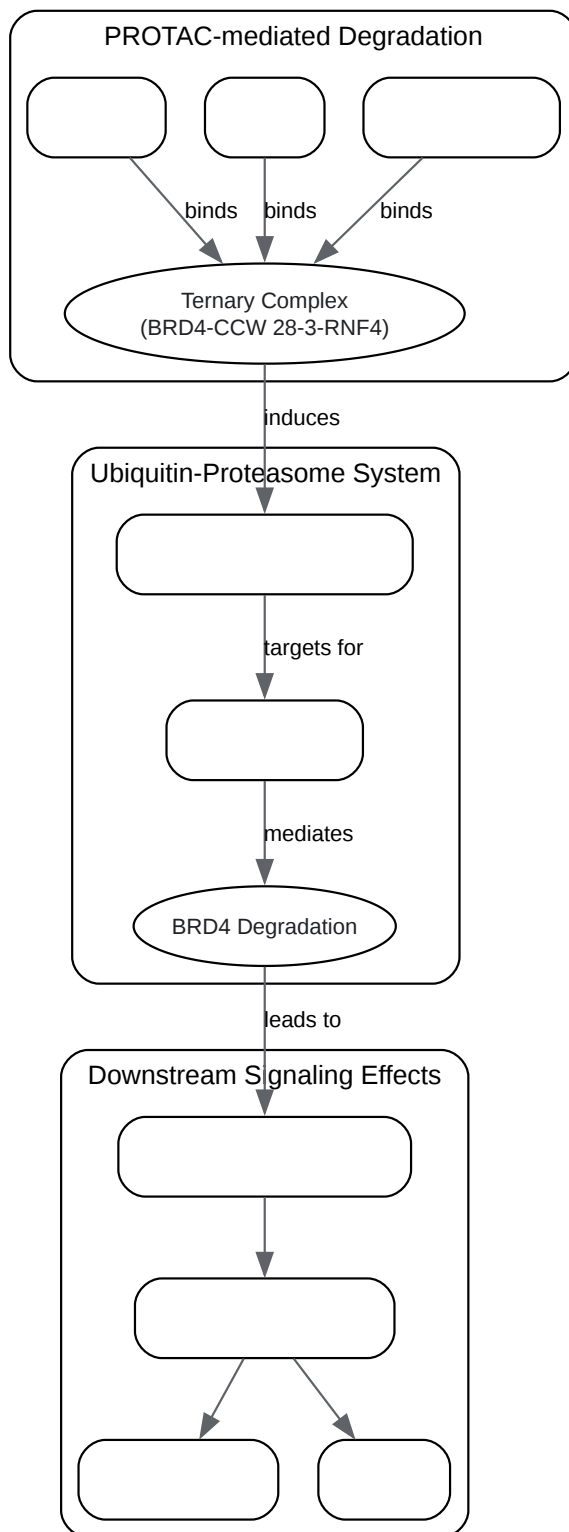 PROTAC-mediated Degradation
binds
binds
binds
Ternary Complex
(BRD4-CCW 28-3-RNF4)
induces
Ubiquitin-Proteasome System
targets for
mediates
BRD4 Degradation
leads to
Downstream Signaling Effects